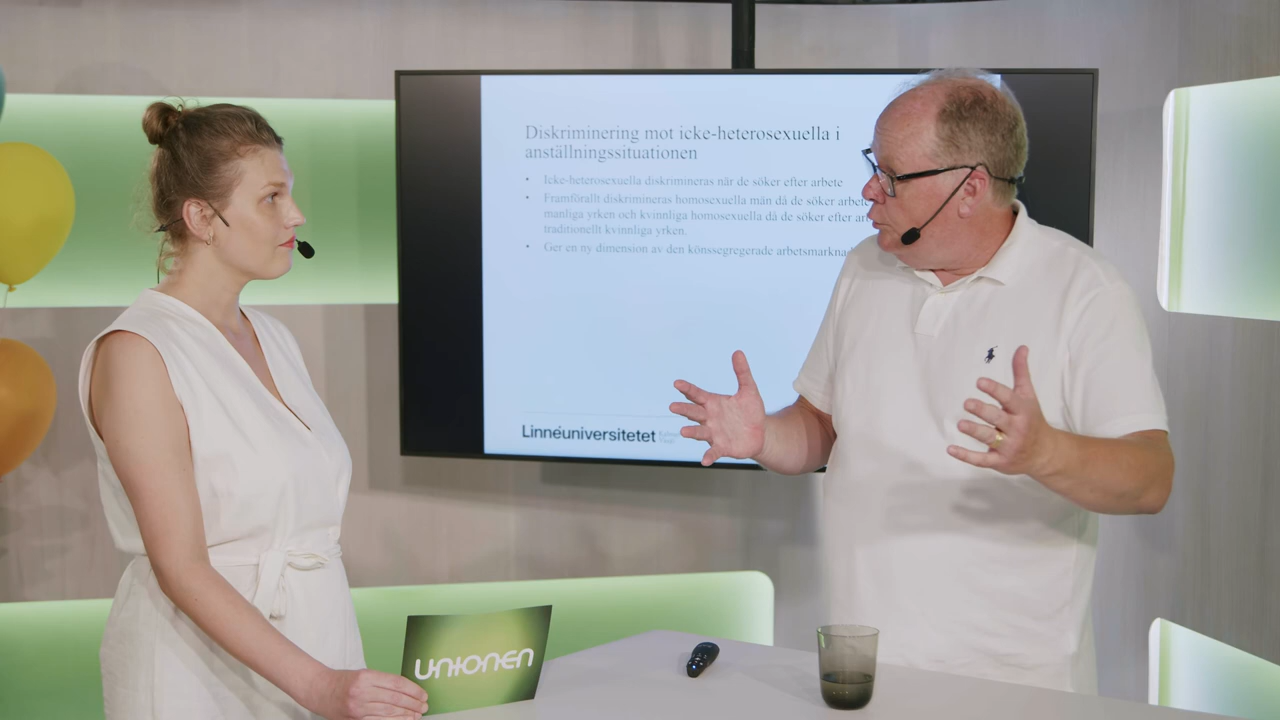 Diskriminering mot icke-heterosexuella i
anställningssituationen
• Icke-heterosexuella diskrimineras när de söker efter arbete
• Framförallt diskrimineras homosexuella män då de söker arbete
manliga yrken och kvinnliga homosexuella då de söker efter
traditionellt kvinnliga yrken.
• Ger en ny dimension av den könssegregerade
Linnéuniversitetet
UNIONEN